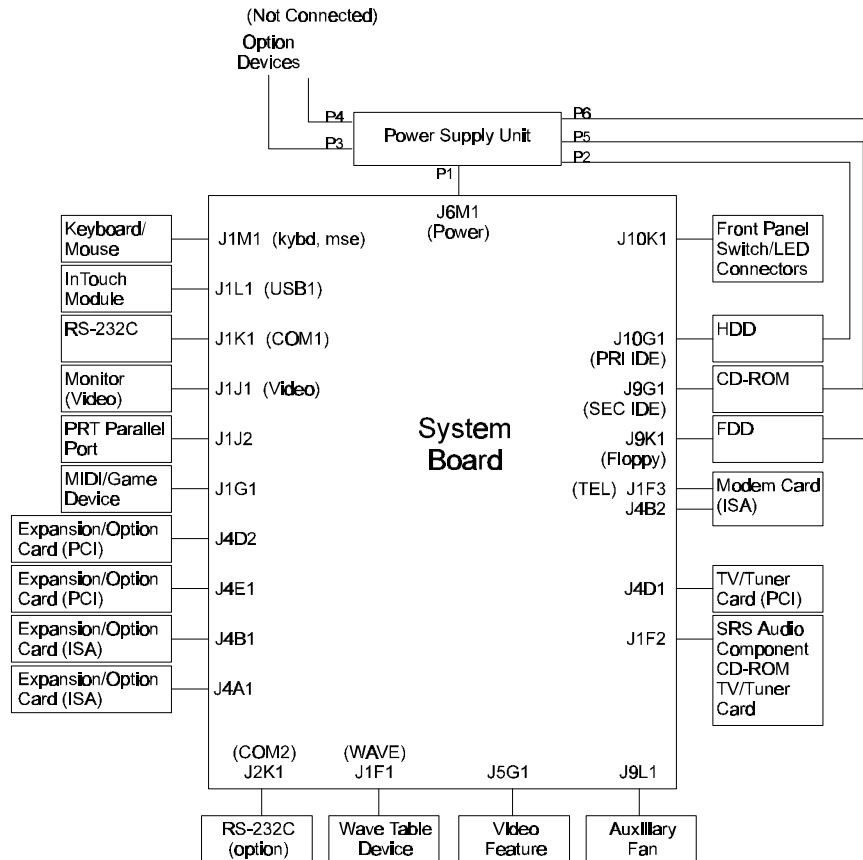 (Not Connected)
Option
Devices
P4
P3
Power Supply Unit
P6
P5
P2
P1
J6M1
(Power)
Keyboard/
Mouse
J1M1 (kybd, mse)
InTouch
Module
J1L1 (USB1)
RS-232C
J1K1 (COM1)
Monitor
(Video)
J1J1 (Video)
PRT Parallel
Port
J1J2
MIDI/Game
Device
J1G1
Expansion/Option
Card (PCI)
J4D2
Expansion/Option
Card (PCI)
J4E1
Expansion/Option
Card (ISA)
J4B1
Expansion/Option
Card (ISA)
J4A1
System
Board
J10K1
Front Panel
Switch/LED
Connectors
J10G1
(PRI IDE)
HDD
J9G1
(SEC IDE)
CD-ROM
J9K1
(Floppy)
FDD
(TEL) J1F3
J4B2
Modem Card
(ISA)
J4D1
TV/Tuner
Card (PCI)
J1F2
SRS Audio
Component
CD-ROM
TV/Tuner
Card
(COM2)
J2K1
(WAVE)
J1F1
J5G1
J9L1
RS-232C
(option)
Wave Table
Device
Video
Feature
Auxiliary
Fan